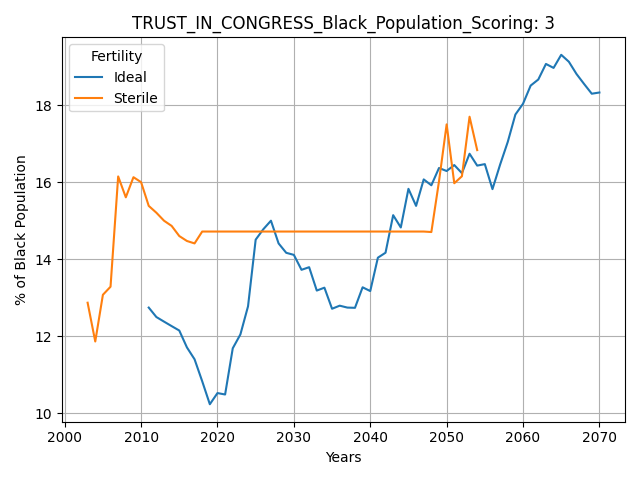 TRUST_IN_CONGRESS_Black_Population_Scoring: 3
Fertility
Ideal
Sterile
% of Black Population
18
16
14
12
10
2000 2010 2020 2030 2040 2050 2060 2070
Years